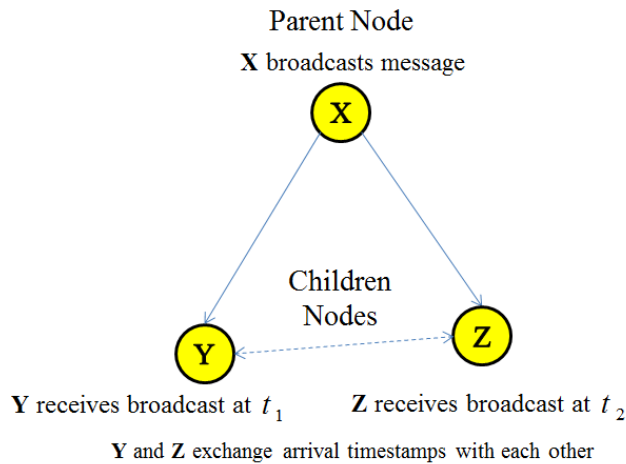 Parent Node
X broadcasts message
X
Children
Nodes
Y
Z
Y receives broadcast at t₁
Z receives broadcast at t₂
Y and Z exchange arrival timestamps with each other